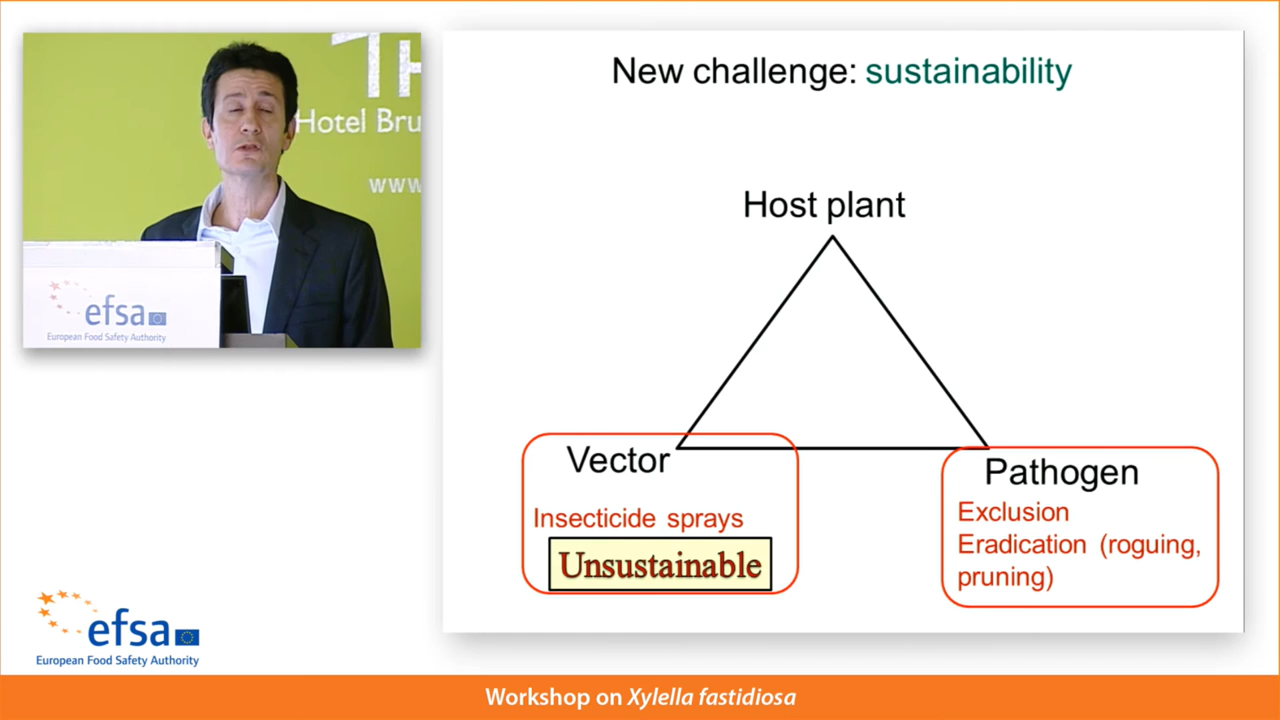 TH
Hotel Bru
www
efsa
European Food Safety Authority
New challenge: sustainability
Host plant
Vector
Insecticide sprays
Unsustainable
Pathogen
Exclusion
Eradication (roguing,
pruning)
efsa
European Food Safety Authority
Workshop on Xylella fastidiosa